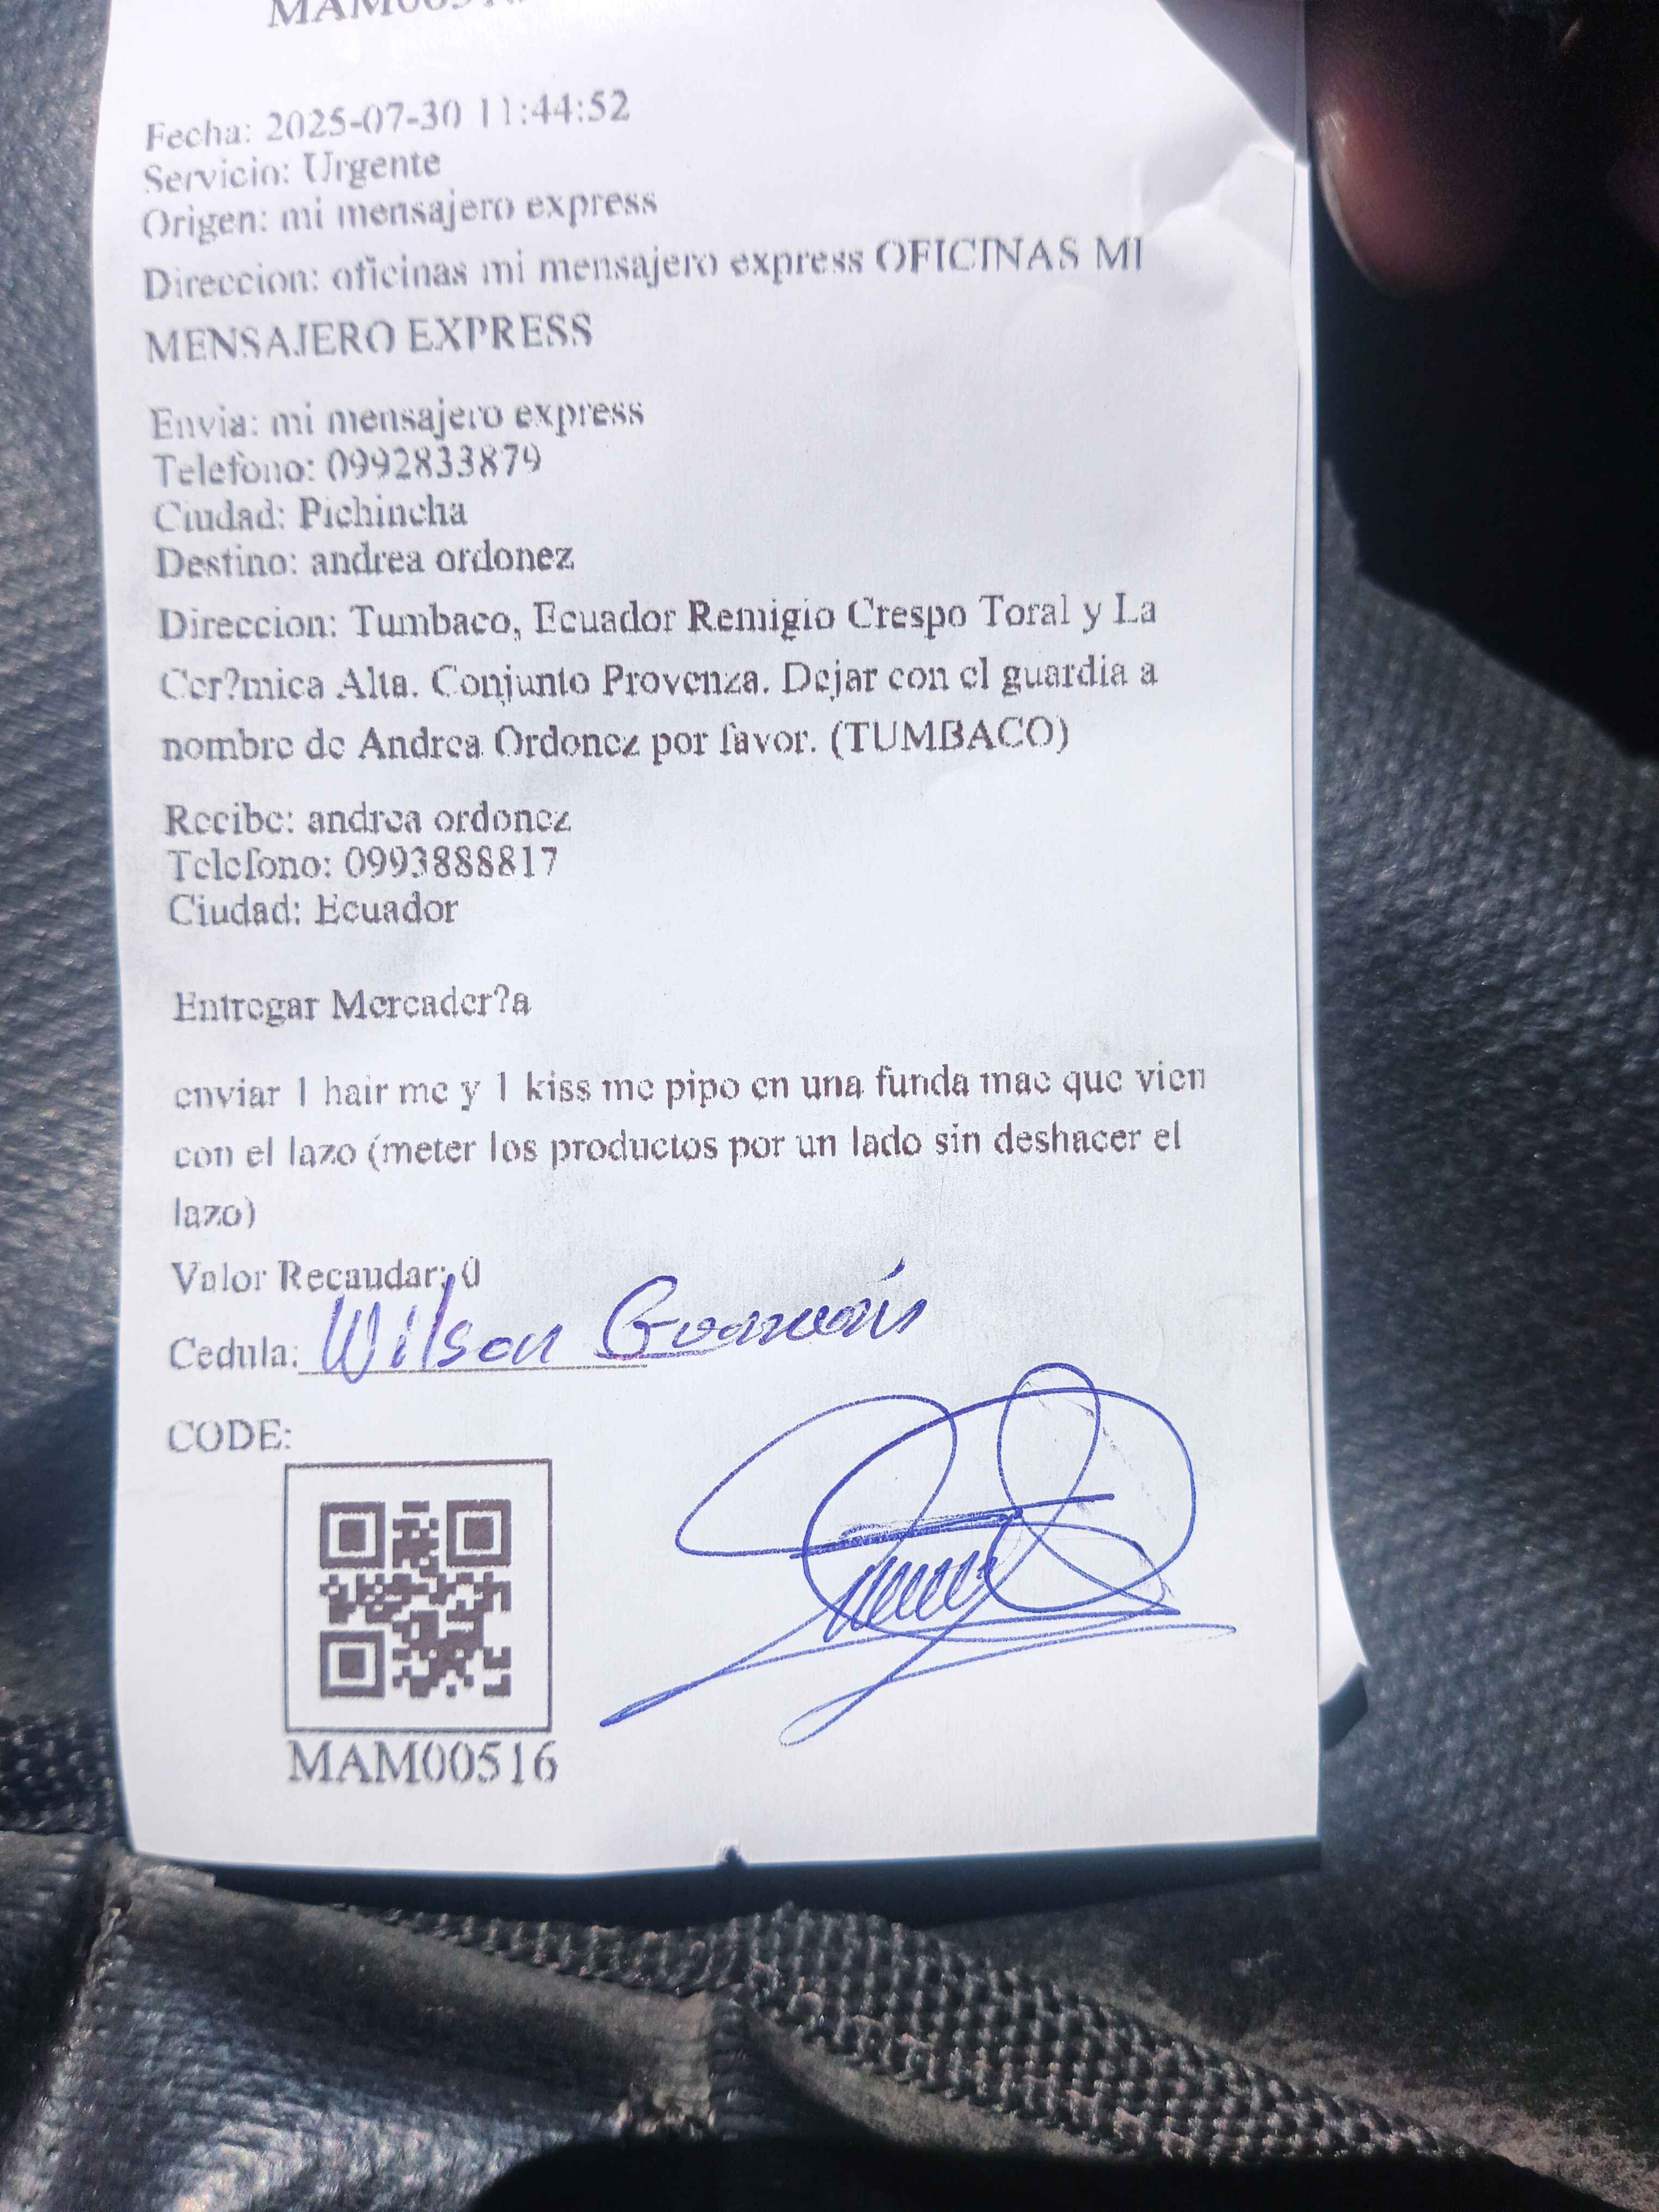 Fecha: 2025-07-30 11:44:52
Servicio: Urgente
Origen: mi mensajero express
Direccion: oficinas mi mensajero express OFICINAS MI
MENSAJERO EXPRESS
Envia: mi mensajero express
Telefono: 0992833879
Ciudad: Pichincha
Destino: andrea ordonez
Direccion: Tumbaco, Ecuador Remigio Crespo Toral y La
Cer?mica Alta. Conjunto Provenza. Dejar con el guardia a
nombre de Andrea Ordonez por favor. (TUMBACO)
Recibe: andrea ordonez
Telefono: 0993888817
Ciudad: Ecuador
Entregar Mercader?a
enviar 1 hair me y 1 kiss me pipo en una funda mae que vien
con el lazo (meter los productos por un lado sin deshacer el
lazo)
Valor Recaudar: 0
Cedula: Wilson
CODE:
MAM00516